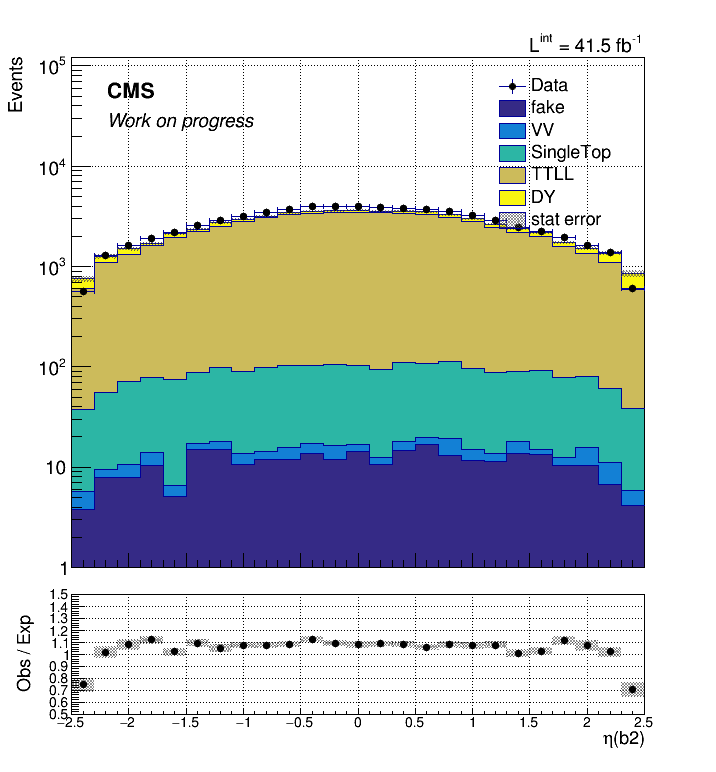 L^int = 41.5 fb^-1
Events
10^5
10^4
10^3
10^2
10
1
CMS
Work on progress
Data
fake
VV
SingleTop
TTLL
DY
stat error
Obs / Exp
1.5
1.4
1.3
1.2
1.1
1
0.9
0.8
0.7
0.6
0.5
−2.5 −2 −1.5 −1 −0.5 0 0.5 1 1.5 2 2.5
η(b2)